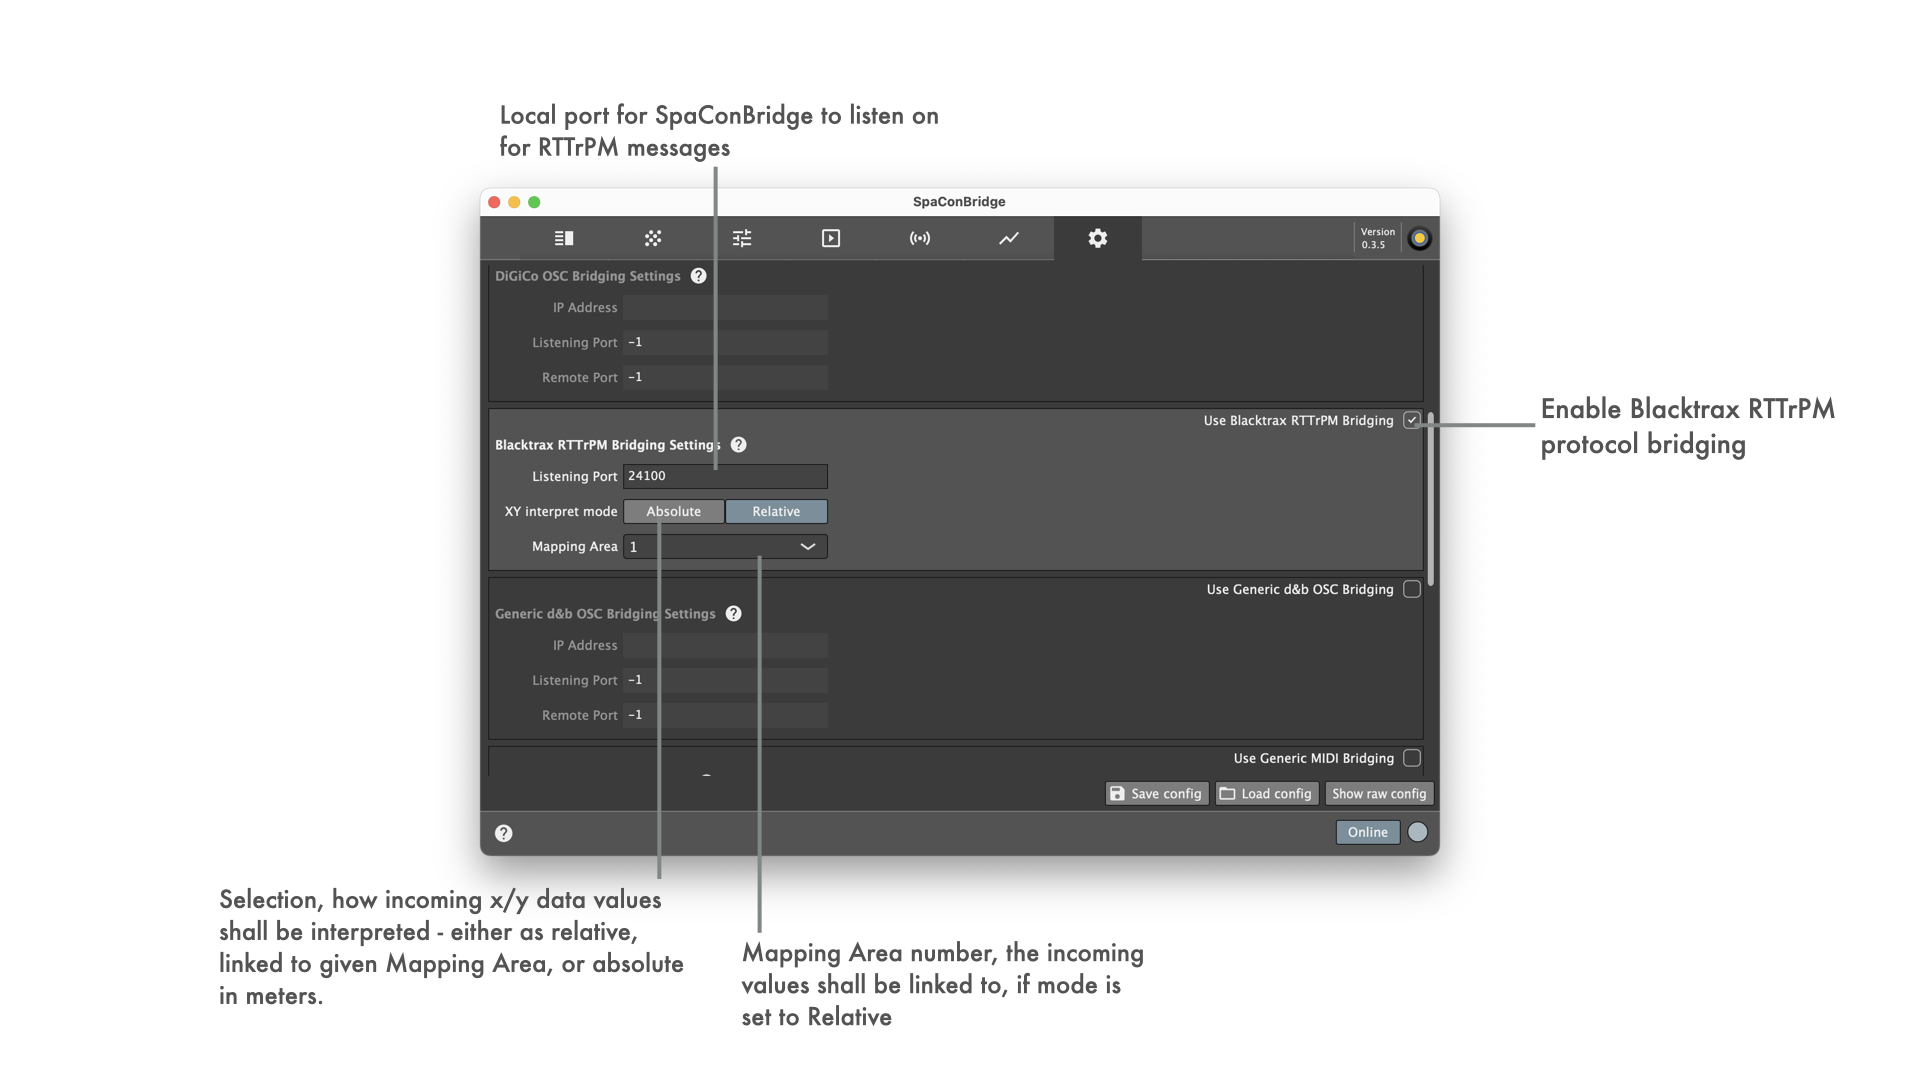 Local port for SpaConBridge to listen on
for RTTrPM messages
SpaConBridge
Version
0.3.5
DiGiCo OSC Bridging Settings ?
IP Address
Listening Port -1
Remote Port -1
Use Blacktrax RTTrPM Bridging
Blacktrax RTTrPM Bridging Settings ?
Listening Port 24100
XY interpret mode Absolute Relative
Mapping Area 1
Enable Blacktrax RTTrPM
protocol bridging
Use Generic d&b OSC Bridging
Generic d&b OSC Bridging Settings ?
IP Address
Listening Port -1
Remote Port -1
Use Generic MIDI Bridging
Save config Load config Show raw config
? Online
Selection, how incoming x/y data values
shall be interpreted - either as relative,
linked to given Mapping Area, or absolute
in meters.
Mapping Area number, the incoming
values shall be linked to, if mode is
set to Relative